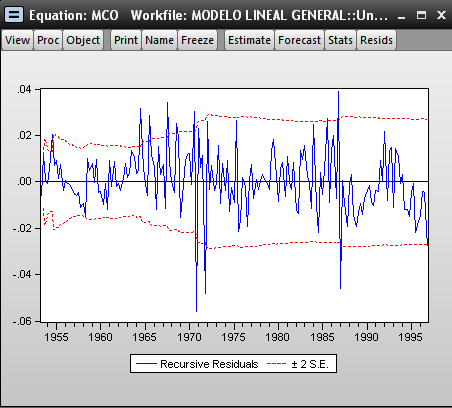 Equation: MCO Workfile: MODELO LINEAL GENERAL::Un...
View Proc Object Print Name Freeze Estimate Forecast Stats Resids
.04
.02
.00
-.02
-.04
-.06
1955 1960 1965 1970 1975 1980 1985 1990 1995
Recursive Residuals ± 2 S.E.